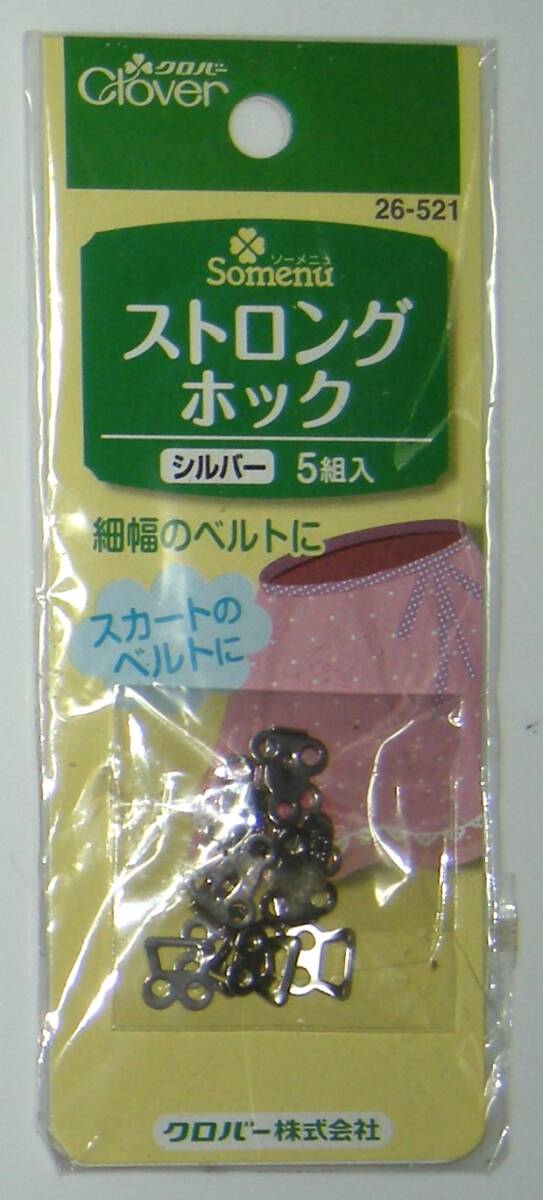 クロバー
Clover
26-521
ソーメニュ
Somenu
ストロング
ホック
シルバー 5組入
細幅のベルトに
スカートの
ベルトに
クロバー株式会社